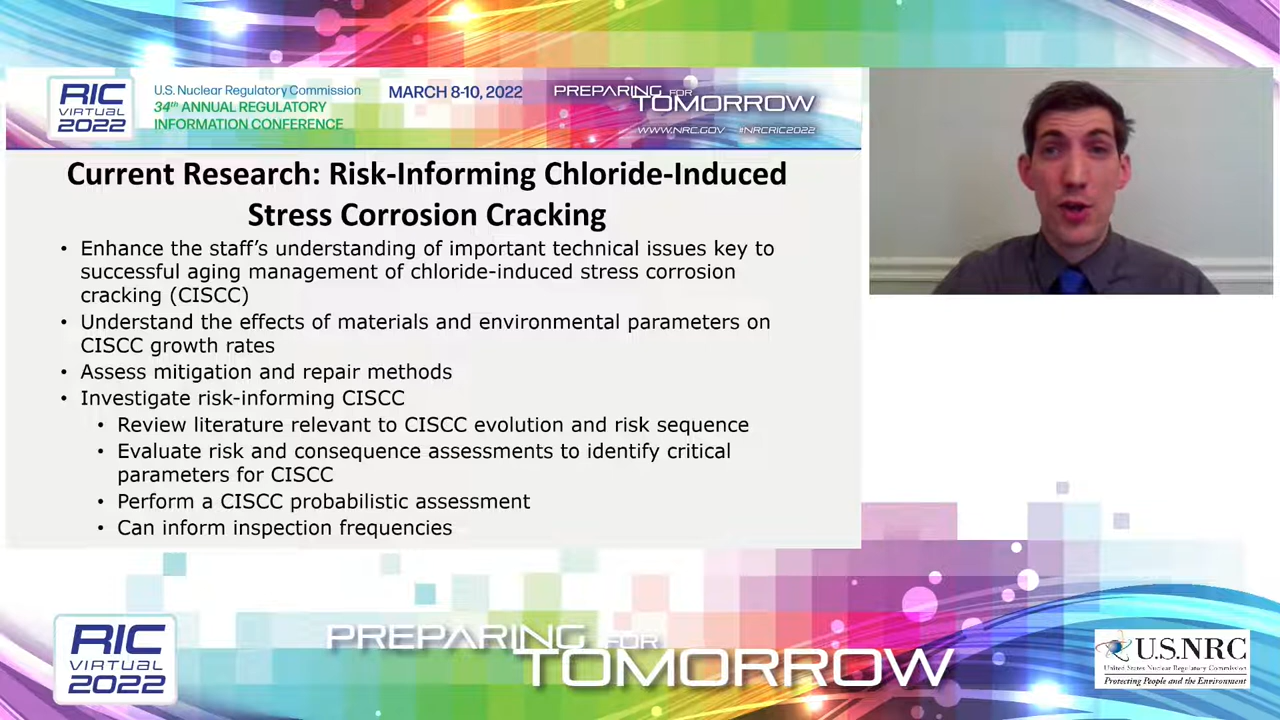 RIC
VIRTUAL
2022
U.S. Nuclear Regulatory Commission
34th ANNUAL REGULATORY
INFORMATION CONFERENCE
MARCH 8-10, 2022
PREPARING FOR
TOMORROW
WWW.NRC.GOV #NRCRIC2022
Current Research: Risk-Informing Chloride-Induced
Stress Corrosion Cracking
• Enhance the staff's understanding of important technical issues key to
successful aging management of chloride-induced stress corrosion
cracking (CISCC)
• Understand the effects of materials and environmental parameters on
CISCC growth rates
• Assess mitigation and repair methods
• Investigate risk-informing CISCC
• Review literature relevant to CISCC evolution and risk sequence
• Evaluate risk and consequence assessments to identify critical
parameters for CISCC
• Perform a CISCC probabilistic assessment
• Can inform inspection frequencies
RIC
VIRTUAL
2022
PREPARING FOR
TOMORROW
U.S.NRC
United States Nuclear Regulatory Commission
Protecting People and the Environment